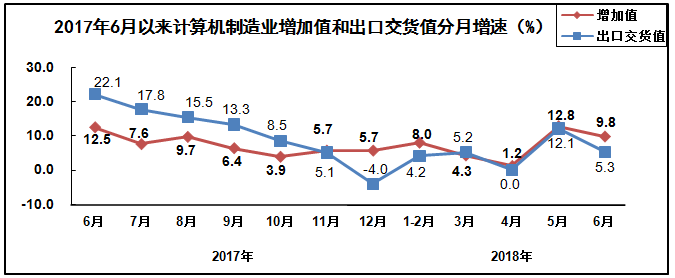 2017年6月以来计算机制造业增加值和出口交货值分月增速（%）
增加值
出口交货值
30.0
20.0
10.0
0.0
-10.0
22.1 17.8 15.5 13.3 8.5 5.1 -4.0 4.2 5.2 0.0 12.1 5.3
12.5 7.6 9.7 6.4 3.9 5.7 5.7 8.0 4.3 1.2 12.8 9.8
6月 7月 8月 9月 10月 11月 12月 1-2月 3月 4月 5月 6月
2017年 2018年